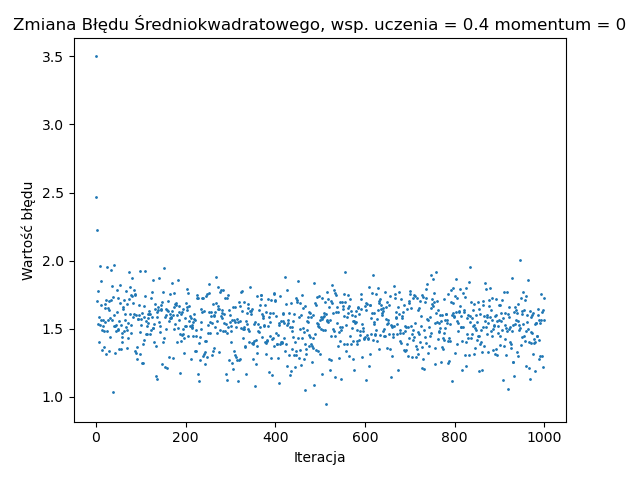 Zmiana Błędu Średniokwadratowego, wsp. uczenia = 0.4 momentum = 0
3.5
3.0
2.5
2.0
1.5
1.0
Wartość błędu
0 200 400 600 800 1000
Iteracja